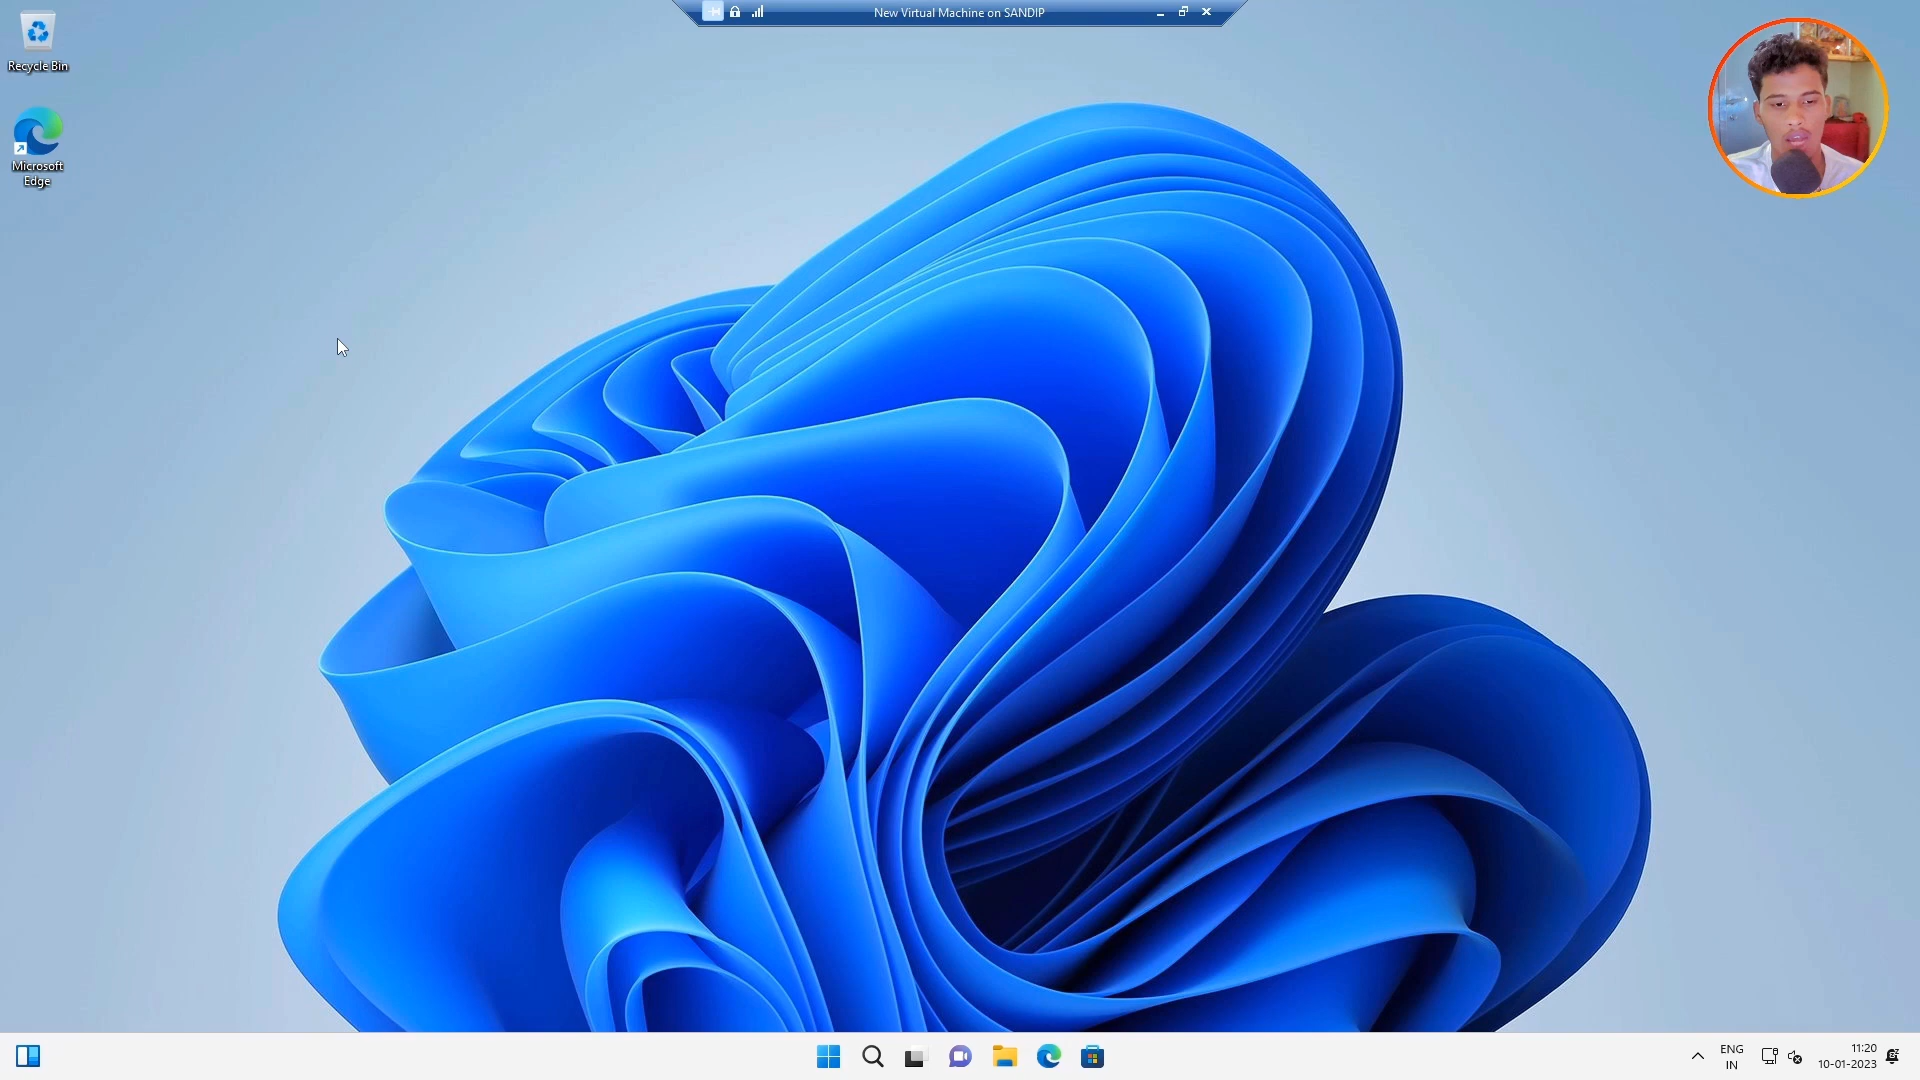 New Virtual Machine on SANDIP
Recycle Bin
Microsoft
Edge
ENG
IN
11:20
10-01-2023